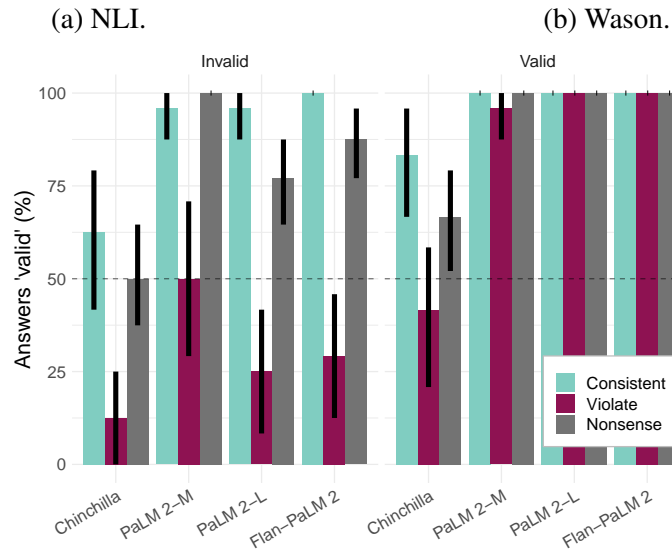 (a) NLI.
(b) Wason.
Invalid
Valid
Answers 'valid' (%)
100
75
50
25
0
Consistent
Violate
Nonsense
Chinchilla
PaLM 2−M
PaLM 2−L
Flan−PaLM 2
Chinchilla
PaLM 2−M
PaLM 2−L
Flan−PaLM 2